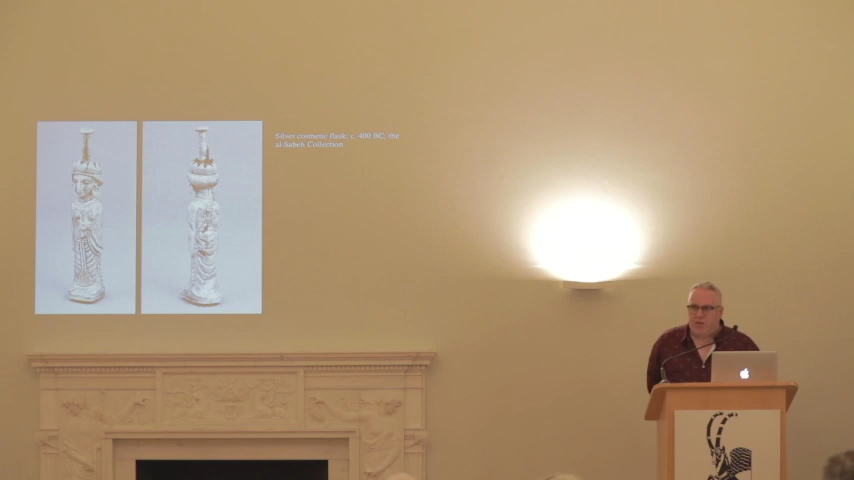 Silver cosmetic flask; c. 400 BC; the
al-Sabah Collection